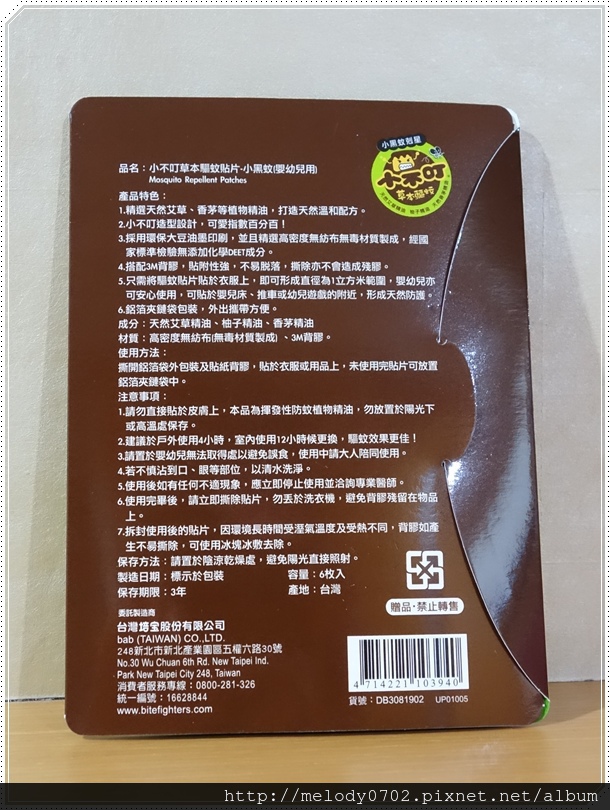 小黑蚊剋星
小不叮
草本驅蚊
品名：小不叮草本驅蚊貼片-小黑蚊(嬰幼兒用)
Mosquito Repellent Patches
產品特色：
1.精選天然艾草、香茅等植物精油，打造天然溫和配方。
2.小不叮造型設計，可愛指數百分百！
3.採用環保大豆油墨印刷，並且精選高密度無紡布無毒材質製成，經國
家標準檢驗無添加化學DEET成分。
4.搭配3M背膠，貼附性強，不易脫落，撕除亦不會造成殘膠。
5.只需將驅蚊貼片貼於衣服上，即可形成直徑為1立方米範圍，嬰幼兒亦
可安心使用，可貼於嬰兒床、推車或幼兒遊戲的附近，形成天然防護。
6.鋁箔夾鏈袋包裝，外出攜帶方便。
成分：天然艾草精油、柚子精油、香茅精油
材質：高密度無紡布(無毒材質製成) 、3M背膠。
使用方法：
撕開鋁箔袋外包裝及貼紙背膠，貼於衣服或用品上，未使用完貼片可放置
鋁箔夾鏈袋中。
注意事項：
1.請勿直接貼於皮膚上，本品為揮發性防蚊植物精油，勿放置於陽光下
或高溫處保存。
2.建議於戶外使用4小時，室內使用12小時候更換，驅蚊效果更佳！
3.請置於嬰幼兒無法取得處以避免誤食，使用中請大人陪同使用。
4.若不慎沾到口、眼等部位，以清水洗淨。
5.使用後如有任何不適現象，應立即停止使用並洽詢專業醫師。
6.使用完畢後，請立即撕除貼片，勿丟於洗衣機，避免背膠殘留在物品
上。
7.拆封使用後的貼片，因環境長時間受溼氣溫度及受熱不同，背膠如產
生不易撕除，可使用冰塊冰敷去除。
保存方法：請置於陰涼乾燥處，避免陽光直接照射。
製造日期：標示於包裝 容量：6枚入
保存期限：3年 產地：台灣
贈品·禁止轉售
委託製造商
台灣培寶股份有限公司
bab (TAIWAN) CO.,LTD.
248新北市新北產業園區五權六路30號
No.30 Wu Chuan 6th Rd. New Taipei Ind.
Park New Taipei City 248, Taiwan
消費者服務專線：0800-281-326
統一編號：16628844
www.bitefighters.com
4 714221 103940
貨號：DB3081902 UP01005
http://melody0702.pixnet.net/album